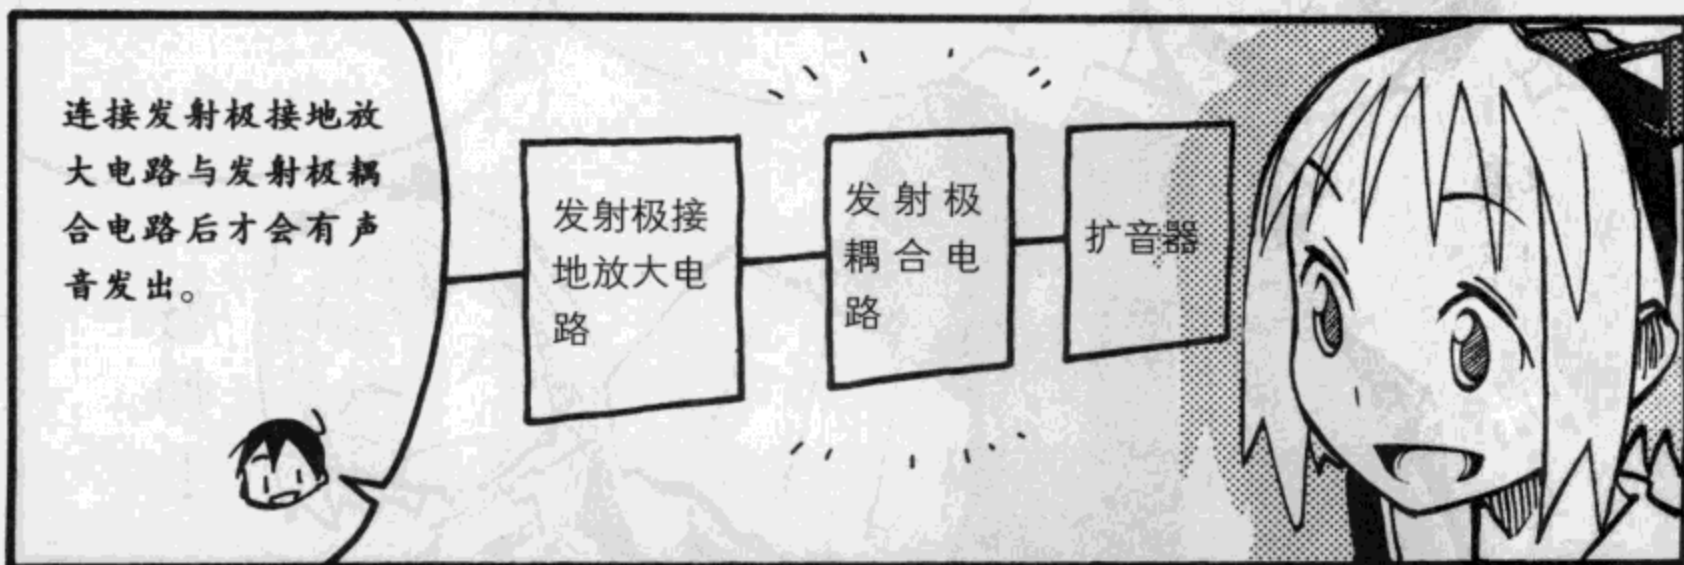 连接发射极接地放
大电路与发射极耦
合电路后才会有声
音发出。
发射极接
地放大电
路
发射极
耦合电
路
扩音器